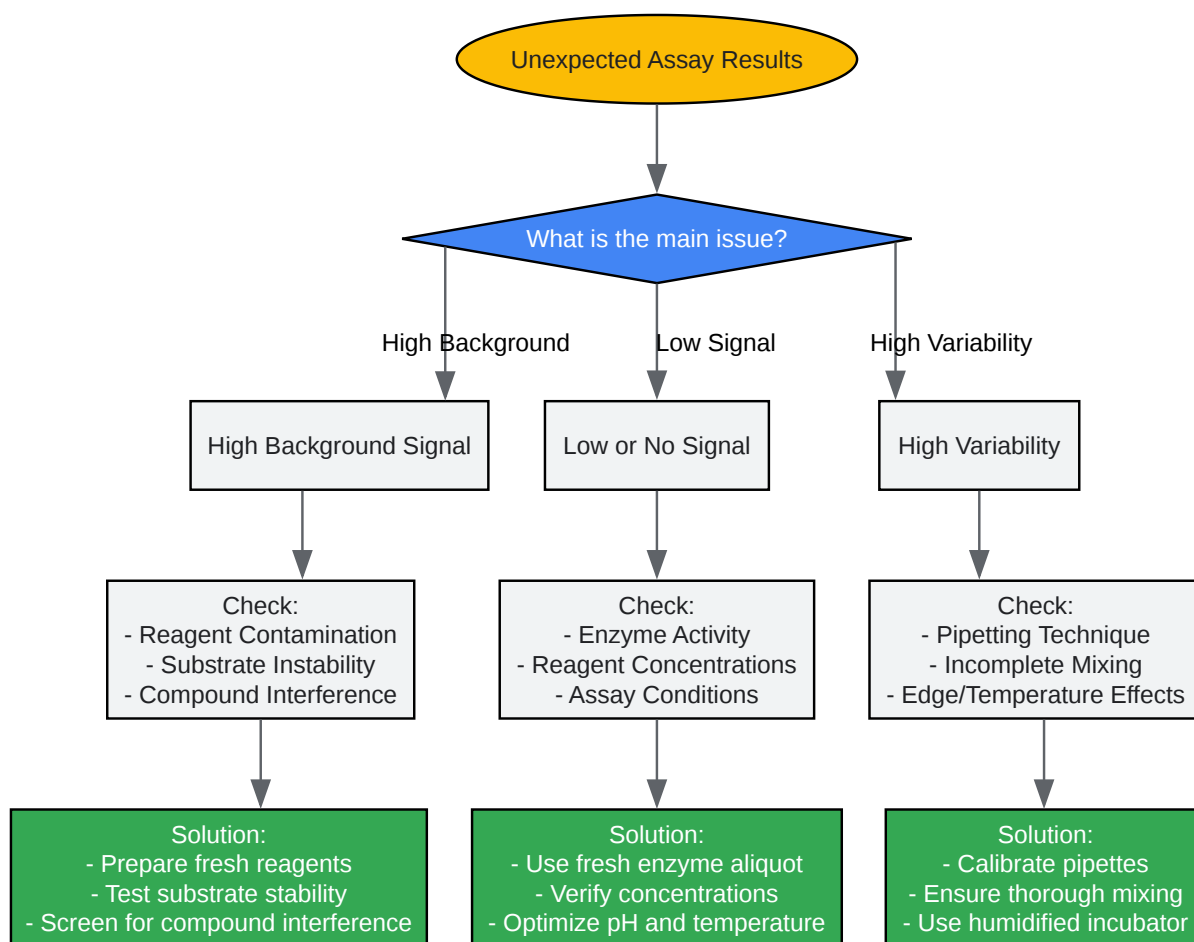 Unexpected Assay Results
What is the main issue?
High Background
Low Signal
High Variability
High Background Signal
Low or No Signal
High Variability
Check:
- Reagent Contamination
- Substrate Instability
- Compound Interference
Check:
- Enzyme Activity
- Reagent Concentrations
- Assay Conditions
Check:
- Pipetting Technique
- Incomplete Mixing
- Edge/Temperature Effects
Solution:
- Prepare fresh reagents
- Test substrate stability
- Screen for compound interference
Solution:
- Use fresh enzyme aliquot
- Verify concentrations
- Optimize pH and temperature
Solution:
- Calibrate pipettes
- Ensure thorough mixing
- Use humidified incubator